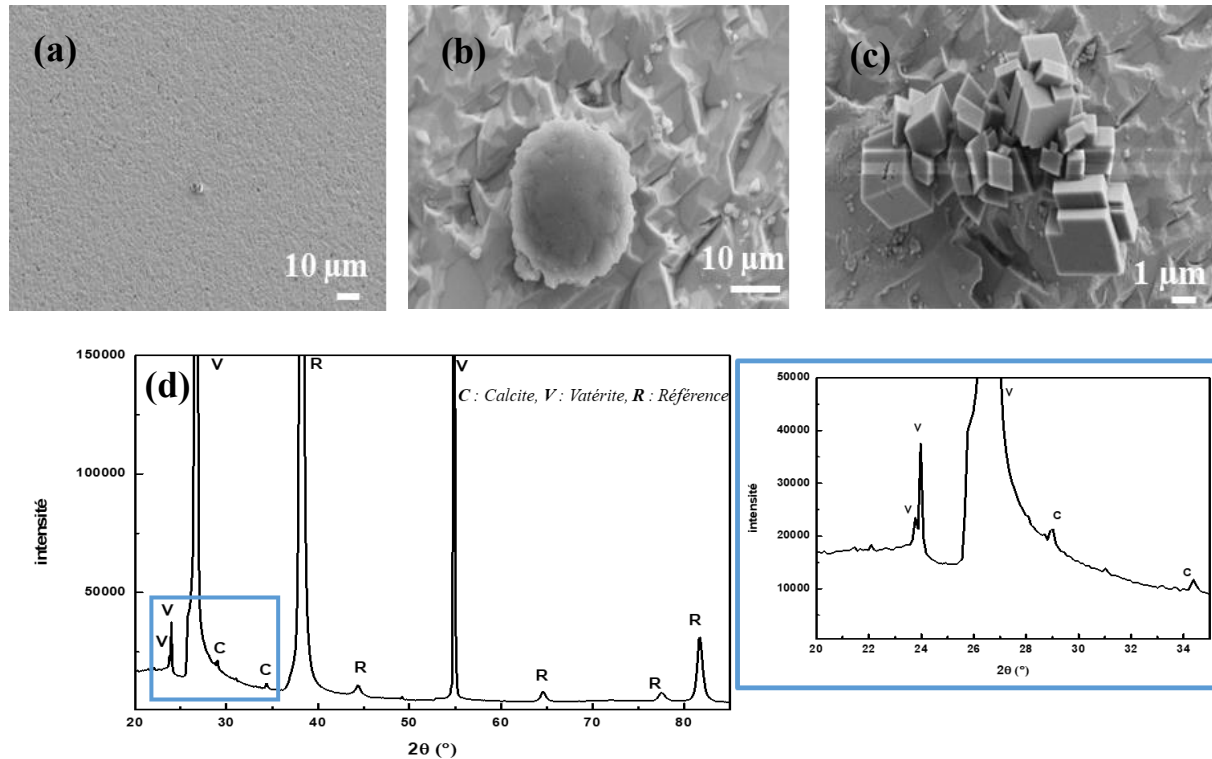 (a)
10 µm
(b)
10 µm
(c)
1 µm
(d)
C : Calcite, V : Vatérite, R : Référence
intensité
150000
100000
50000
V
R
V
V
V
C
C
R
R
R
R
20 30 40 50 60 70 80
2θ (°)
intensité
50000
40000
30000
20000
10000
V
V
V
C
C
20 22 24 26 28 30 32 34
2θ (°)